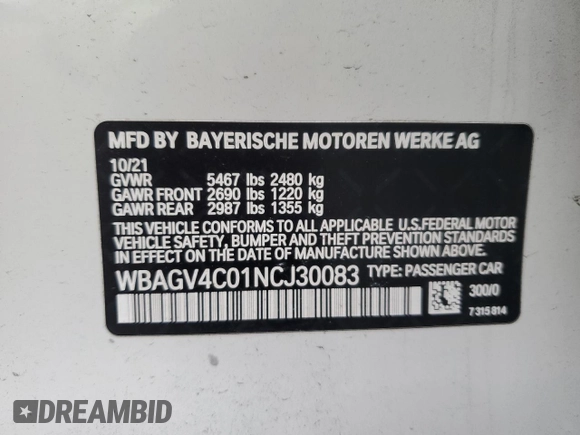 MFD BY BAYERISCHE MOTOREN WERKE AG
10/21
GVWR 5467 lbs 2480 kg
GAWR FRONT 2690 lbs 1220 kg
GAWR REAR 2987 lbs 1355 kg
THIS VEHICLE CONFORMS TO ALL APPLICABLE U.S.FEDERAL MOTOR
VEHICLE SAFETY, BUMPER AND THEFT PREVENTION STANDARDS
IN EFFECT ON THE DATE OF MANUFACTURE SHOWN ABOVE.
WBAGV4C01NCJ30083 TYPE: PASSENGER CAR
300/0
7315814
DREAMBID